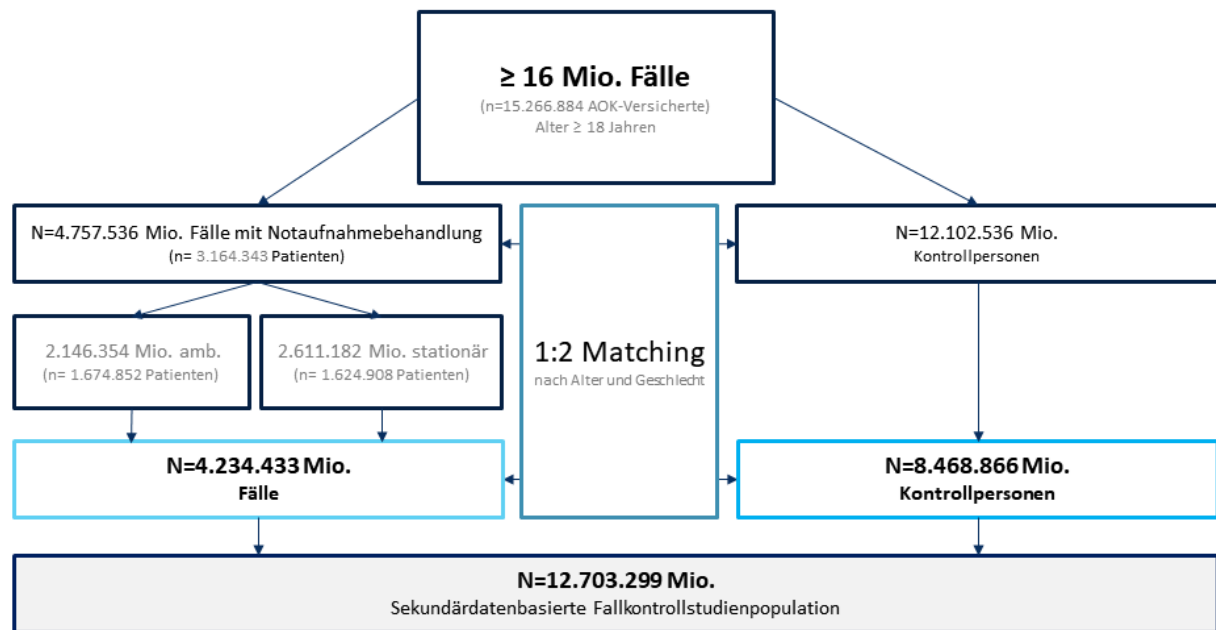 ≥ 16 Mio. Fälle
(n=15.266.884 AOK-Versicherte)
Alter ≥ 18 Jahren
N=4.757.536 Mio. Fälle mit Notaufnahmebehandlung
(n= 3.164.343 Patienten)
N=12.102.536 Mio.
Kontrollpersonen
2.146.354 Mio. amb.
(n= 1.674.852 Patienten)
2.611.182 Mio. stationär
(n= 1.624.908 Patienten)
1:2 Matching
nach Alter und Geschlecht
N=4.234.433 Mio.
Fälle
N=8.468.866 Mio.
Kontrollpersonen
N=12.703.299 Mio.
Sekundärdatenbasierte Fallkontrollstudienpopulation